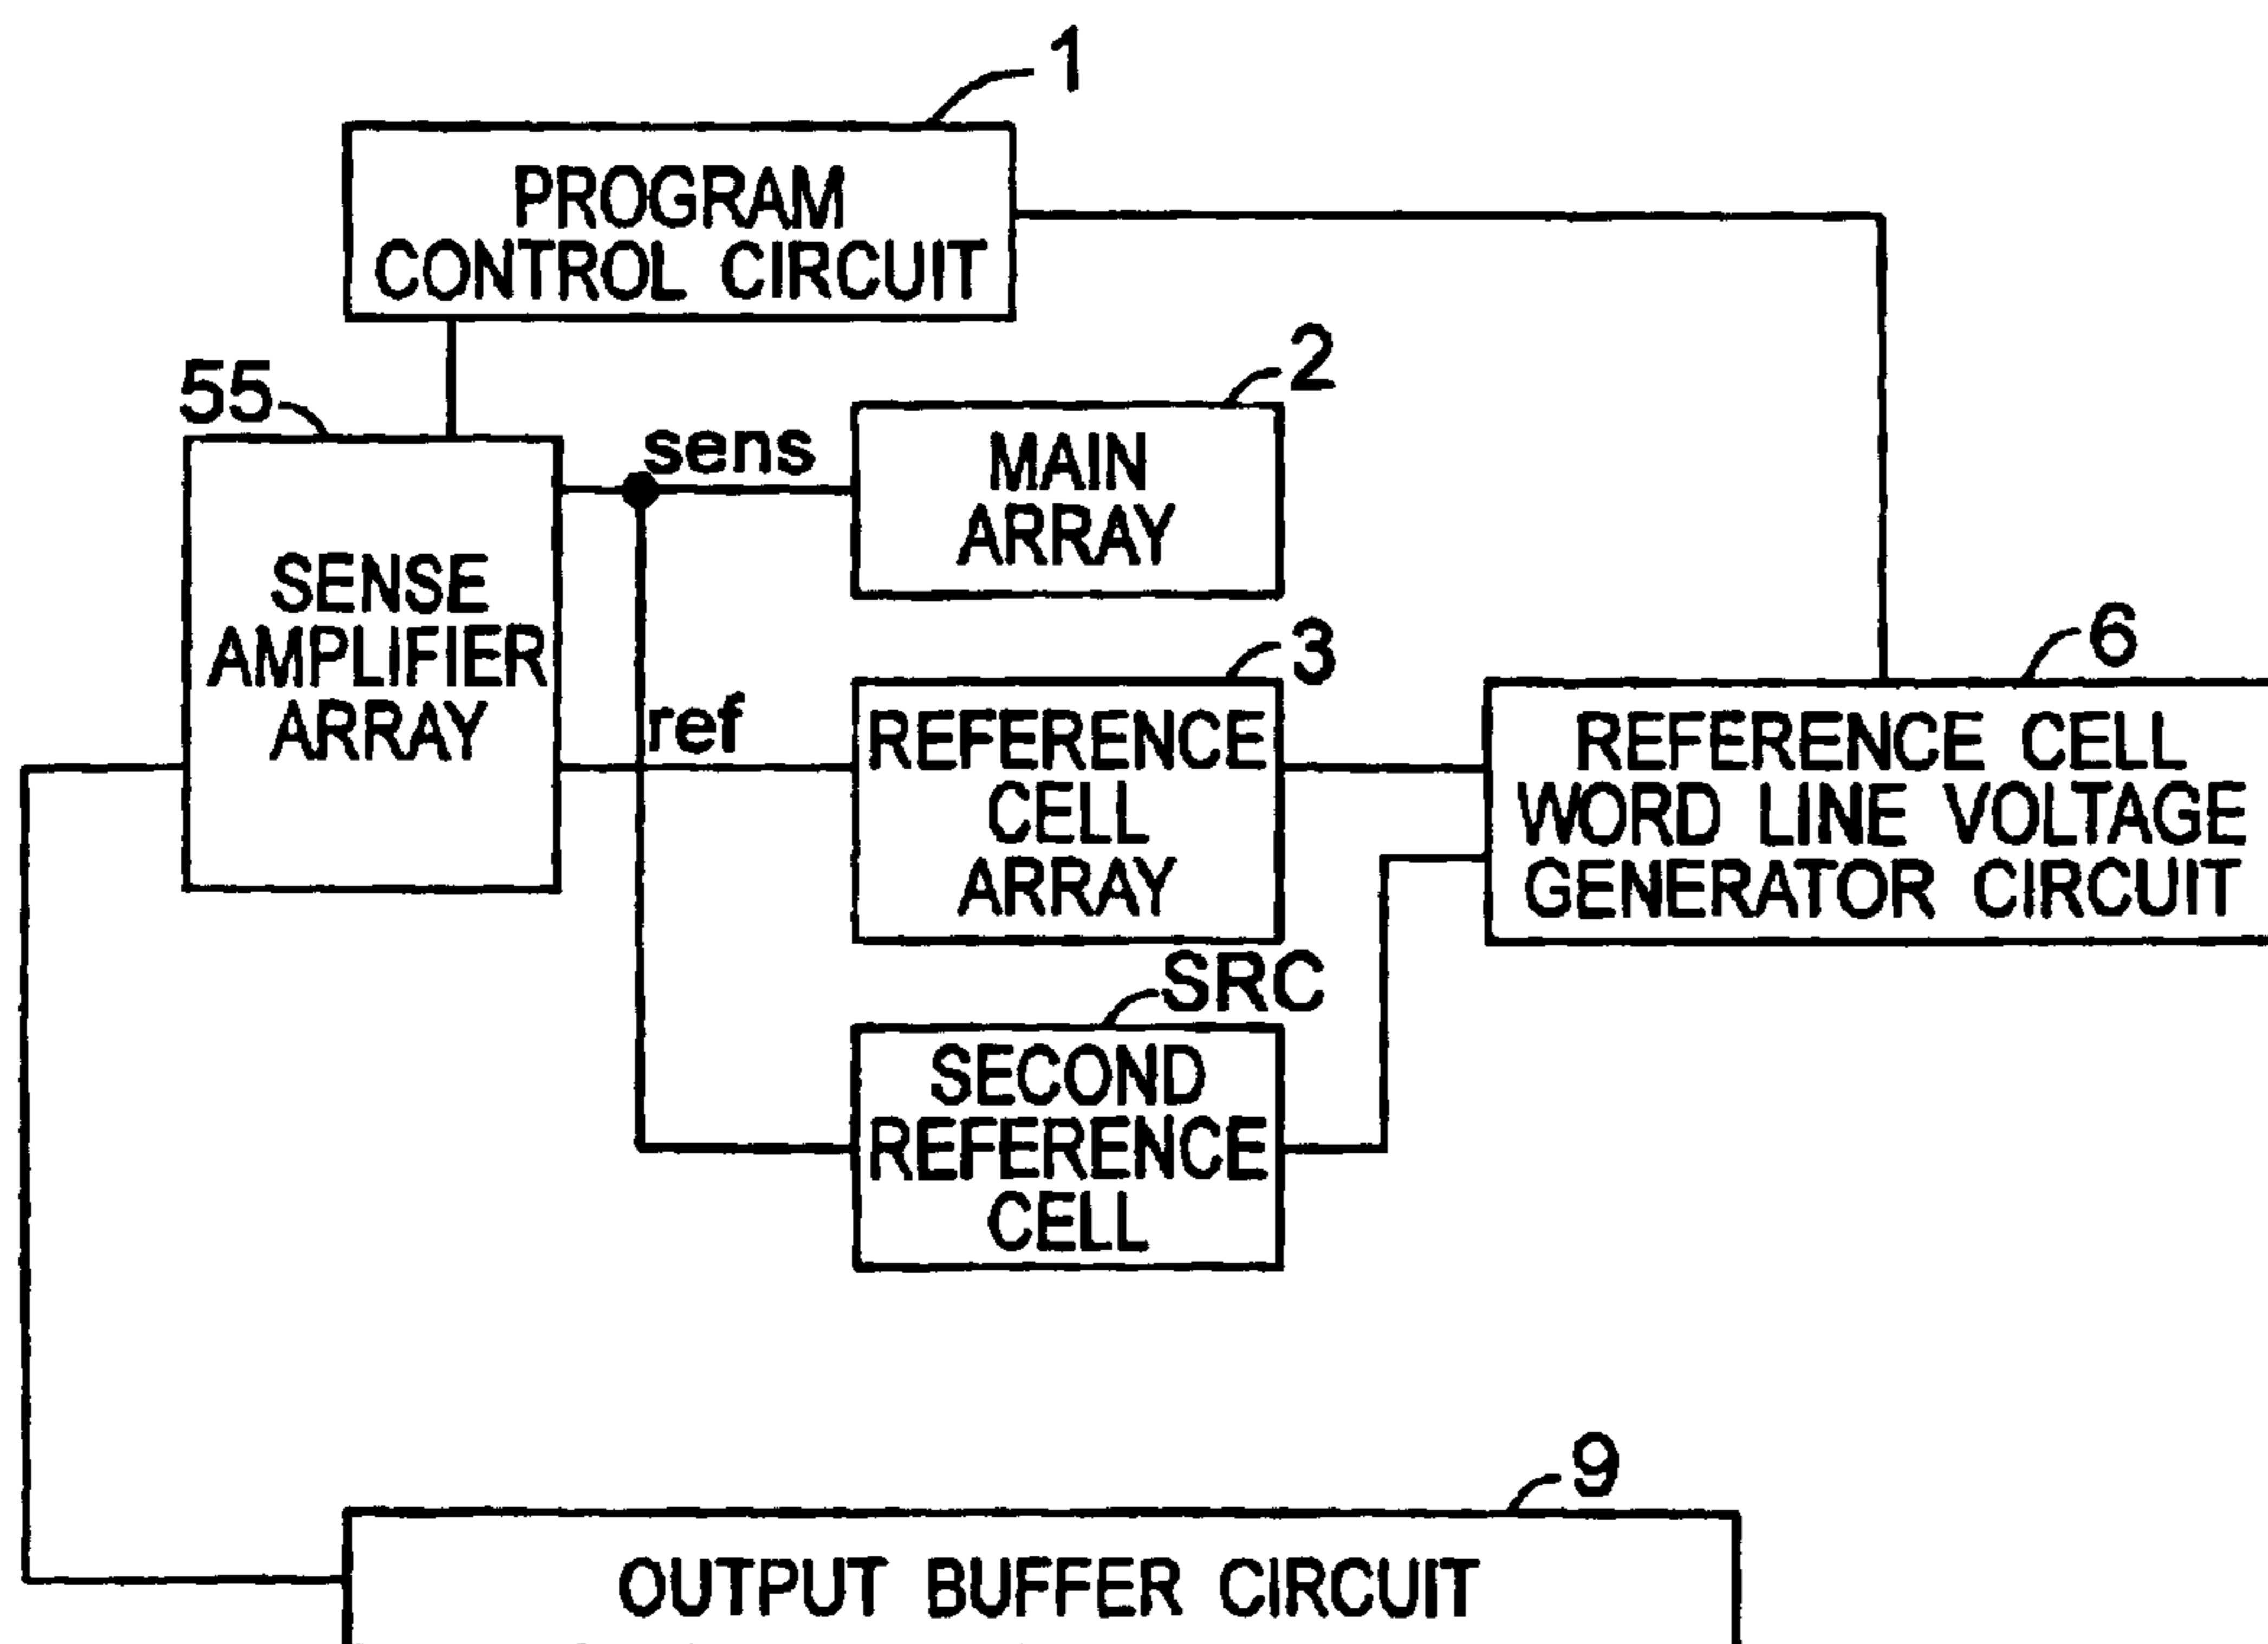 1
PROGRAM
CONTROL CIRCUIT
55
2
sens
MAIN
ARRAY
SENSE
AMPLIFIER
ARRAY
3
6
ref
REFERENCE
CELL
ARRAY
REFERENCE CELL
WORD LINE VOLTAGE
GENERATOR CIRCUIT
SRC
SECOND
REFERENCE
CELL
9
OUTPUT BUFFER CIRCUIT